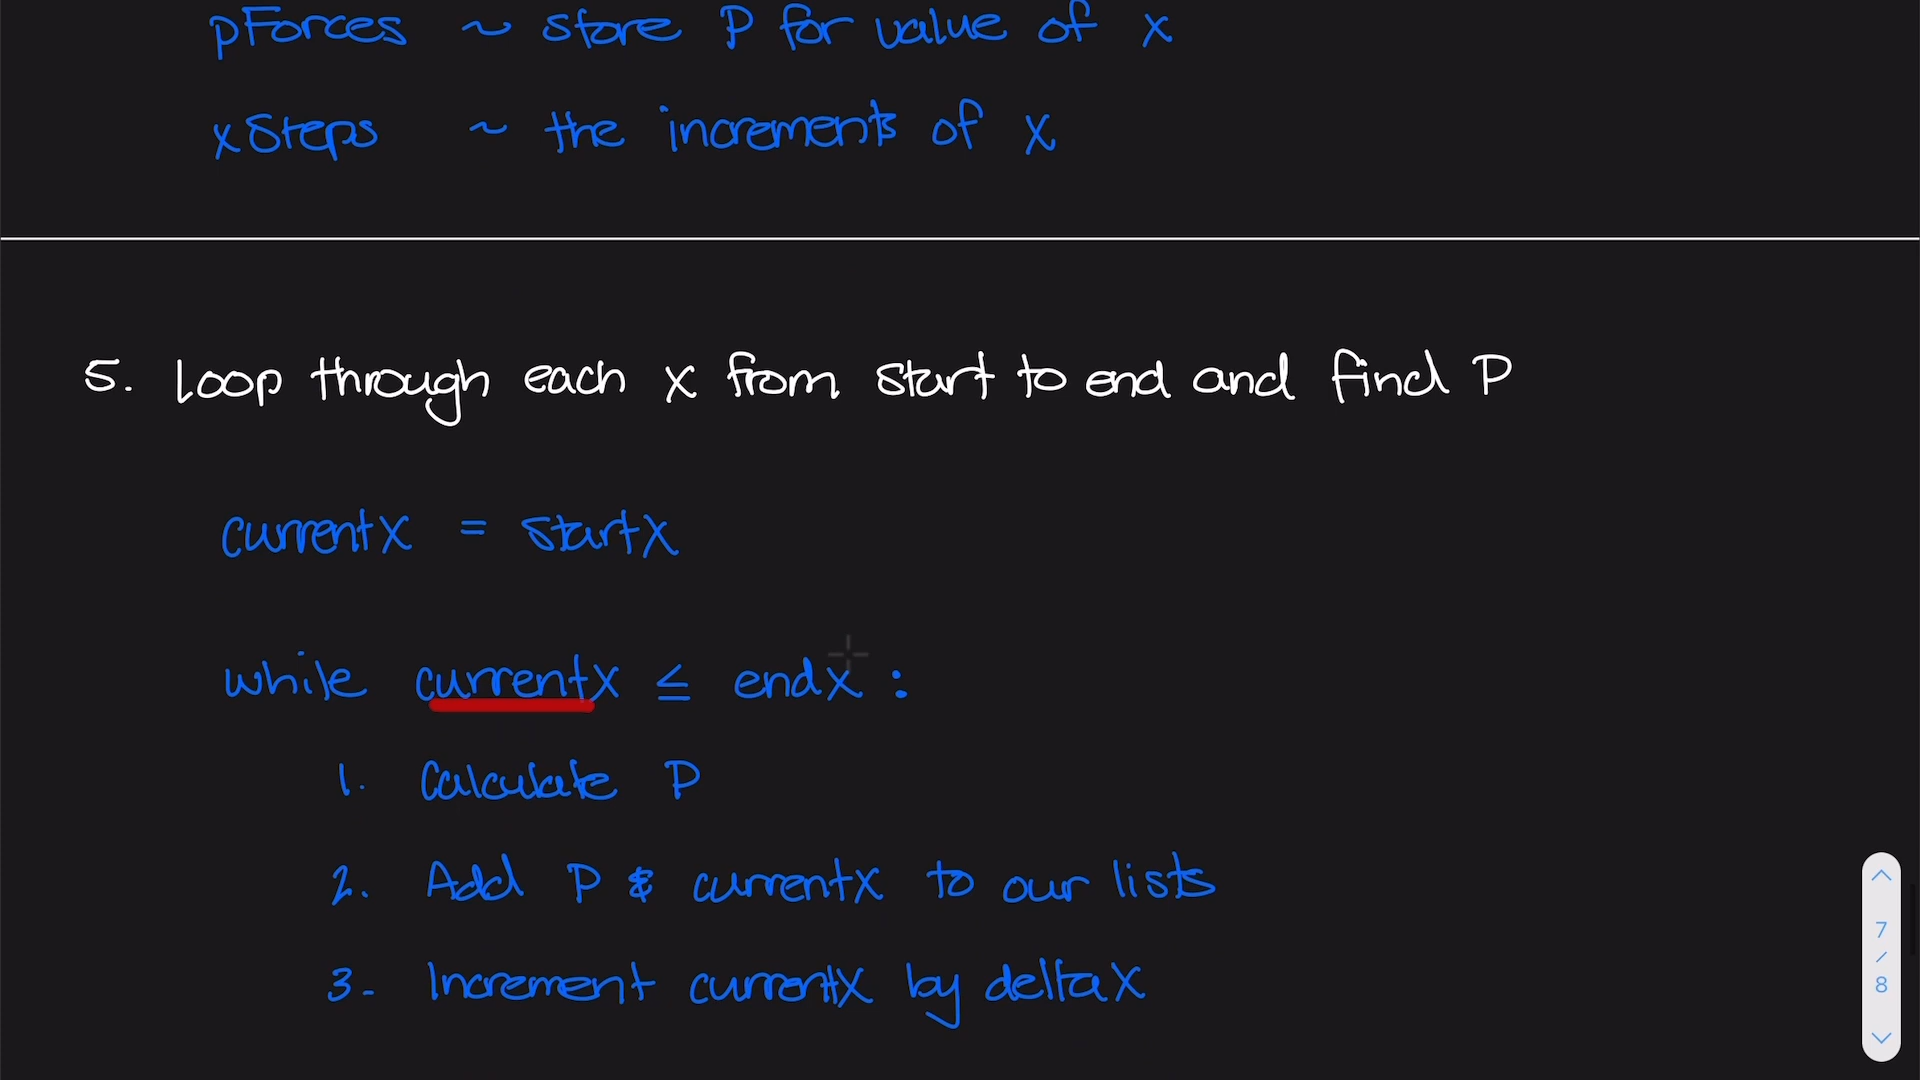 pForces ~ store P for value of x
xSteps ~ the increments of x
5. Loop through each x from start to end and find P
currentX = startX
while currentX ≤ endX :
1. Calculate P
2. Add P & currentX to our lists
3. Increment currentX by deltaX
7
/
8